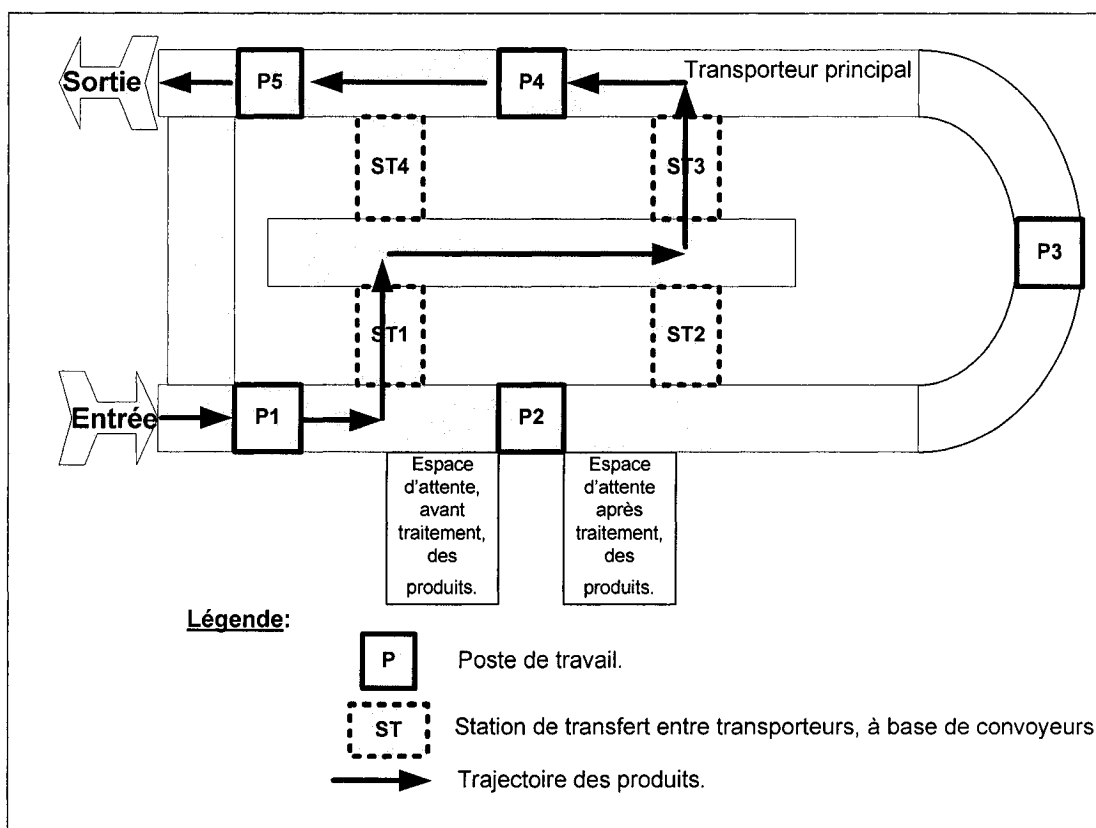 Sortie
P5
P4
Transporteur principal
ST4
ST3
P3
ST1
ST2
Entrée
P1
P2
Espace
d'attente,
avant
traitement,
des
produits.
Espace
d'attente
après
traitement,
des
produits.
Légende:
P
Poste de travail.
ST
Station de transfert entre transporteurs, à base de convoyeurs
Trajectoire des produits.